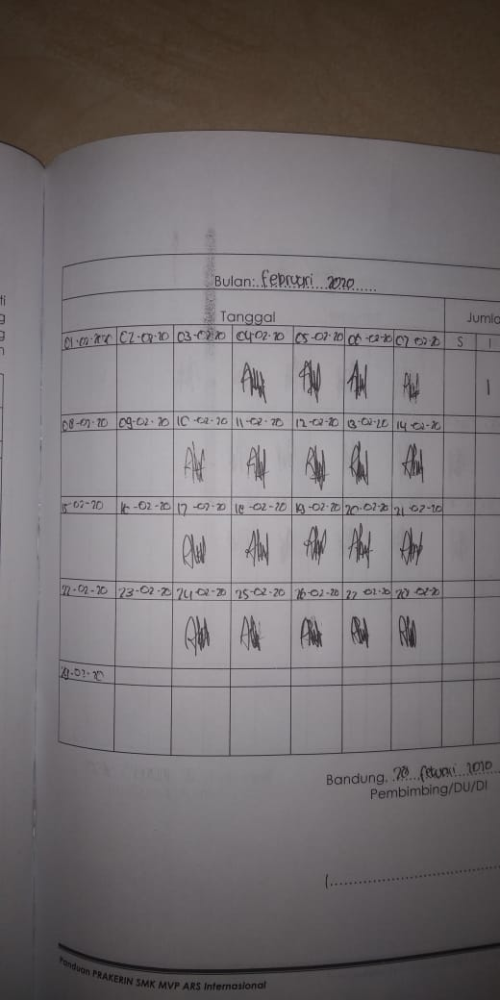 ti
g
g
n
Bulan: februari 2020
Tanggal Jumla
01-02-2020 02-02-20 03-02-20 04-02-20 05-02-20 06-02-20 07-02-20 S I
1
08-02-20 09-02-20 10-02-20 11-02-20 12-02-20 13-02-20 14-02-20
15-02-20 16-02-20 17-02-20 18-02-20 19-02-20 20-02-20 21-02-20
22-02-20 23-02-20 24-02-20 25-02-20 26-02-20 27-02-20 28-02-20
29-02-20
Bandung, 28 februari 2020
Pembimbing/DU/DI
(
Panduan PRAKERIN SMK MVP ARS Internasional